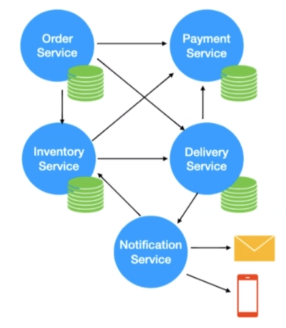 Order
Service
Payment
Service
Inventory
Service
Delivery
Service
Notification
Service